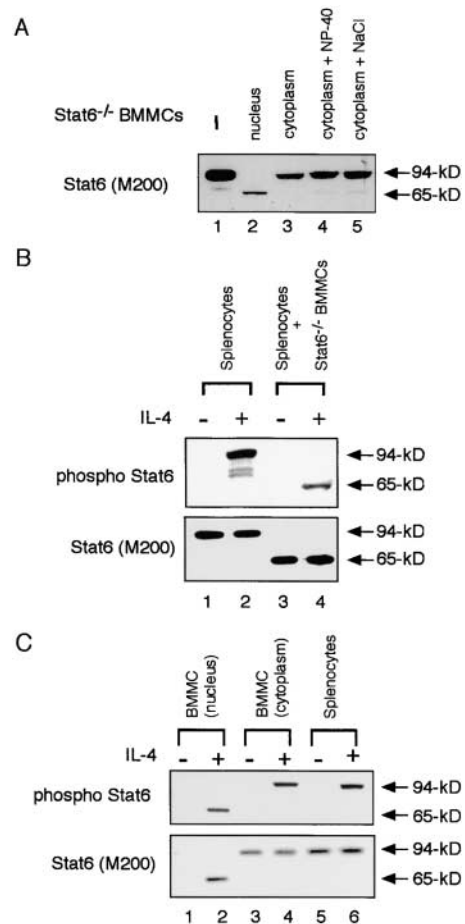 A
Stat6-/- BMMCs
–
nucleus
cytoplasm
cytoplasm + NP-40
cytoplasm + NaCl
Stat6 (M200)
94-kD
65-kD
1 2 3 4 5
B
Splenocytes
Splenocytes + Stat6-/- BMMCs
IL-4 - + - +
phospho Stat6
94-kD
65-kD
Stat6 (M200)
94-kD
65-kD
1 2 3 4
C
BMMC (nucleus)
BMMC (cytoplasm)
Splenocytes
IL-4 - + - + - +
phospho Stat6
94-kD
65-kD
Stat6 (M200)
94-kD
65-kD
1 2 3 4 5 6